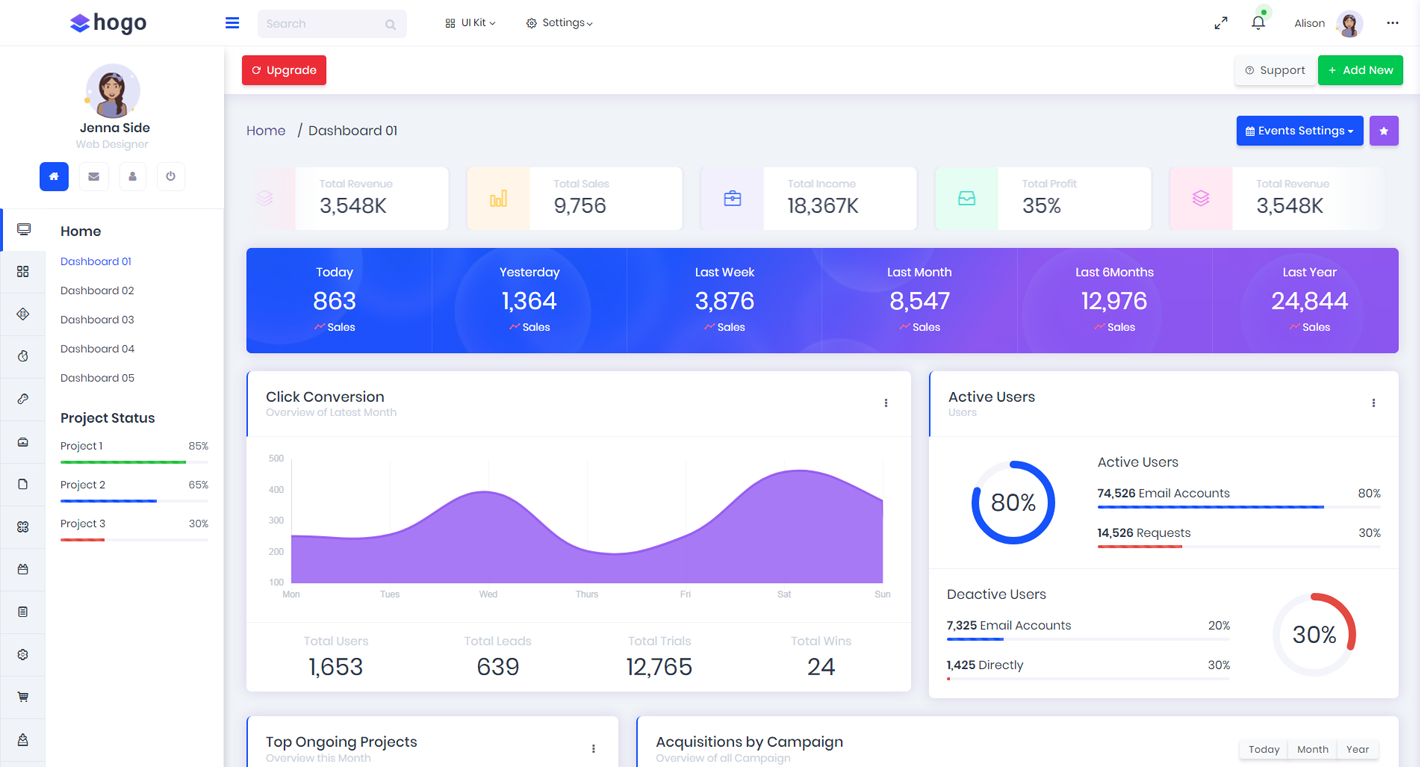 hogo
Search
UI Kit
Settings
Alison
Upgrade
Support
+ Add New
Jenna Side
Web Designer
Home / Dashboard 01
Events Settings
Total Revenue
3,548K
Total Sales
9,756
Total Income
18,367K
Total Profit
35%
Total Revenue
3,548K
Home
Dashboard 01
Dashboard 02
Dashboard 03
Dashboard 04
Dashboard 05
Project Status
Project 1 85%
Project 2 65%
Project 3 30%
Today
863
Sales
Yesterday
1,364
Sales
Last Week
3,876
Sales
Last Month
8,547
Sales
Last 6Months
12,976
Sales
Last Year
24,844
Sales
Click Conversion
Overview of Latest Month
500
400
300
200
100
Mon Tues Wed Thurs Fri Sat Sun
Total Users
1,653
Total Leads
639
Total Trials
12,765
Total Wins
24
Active Users
Users
80%
Active Users
74,526 Email Accounts 80%
14,526 Requests 30%
Deactive Users
7,325 Email Accounts 20%
1,425 Directly 30%
30%
Top Ongoing Projects
Overview this Month
Acquisitions by Campaign
Overview of all Campaign
Today Month Year